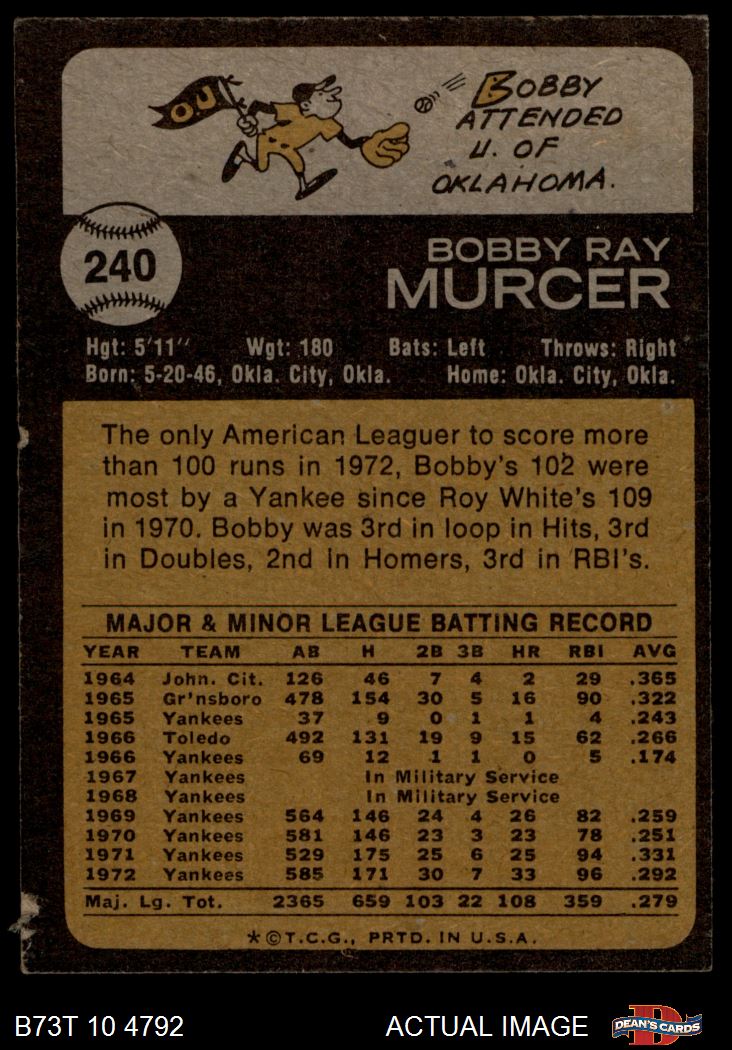 OU
BOBBY
ATTENDED
U. OF
OKLAHOMA.
240
BOBBY RAY
MURCER
Hgt: 5'11" Wgt: 180 Bats: Left Throws: Right
Born: 5-20-46, Okla. City, Okla. Home: Okla. City, Okla.
The only American Leaguer to score more
than 100 runs in 1972, Bobby's 102 were
most by a Yankee since Roy White's 109
in 1970. Bobby was 3rd in loop in Hits, 3rd
in Doubles, 2nd in Homers, 3rd in RBI's.
MAJOR & MINOR LEAGUE BATTING RECORD
YEAR TEAM AB H 2B 3B HR RBI AVG
1964 John. Cit. 126 46 7 4 2 29 .365
1965 Gr'nsboro 478 154 30 5 16 90 .322
1965 Yankees 37 9 0 1 1 4 .243
1966 Toledo 492 131 19 9 15 62 .266
1966 Yankees 69 12 1 1 0 5 .174
1967 Yankees In Military Service
1968 Yankees In Military Service
1969 Yankees 564 146 24 4 26 82 .259
1970 Yankees 581 146 23 3 23 78 .251
1971 Yankees 529 175 25 6 25 94 .331
1972 Yankees 585 171 30 7 33 96 .292
Maj. Lg. Tot. 2365 659 103 22 108 359 .279
*©T.C.G., PRTD. IN U.S.A.
B73T 10 4792 ACTUAL IMAGE DEAN'S CARDS